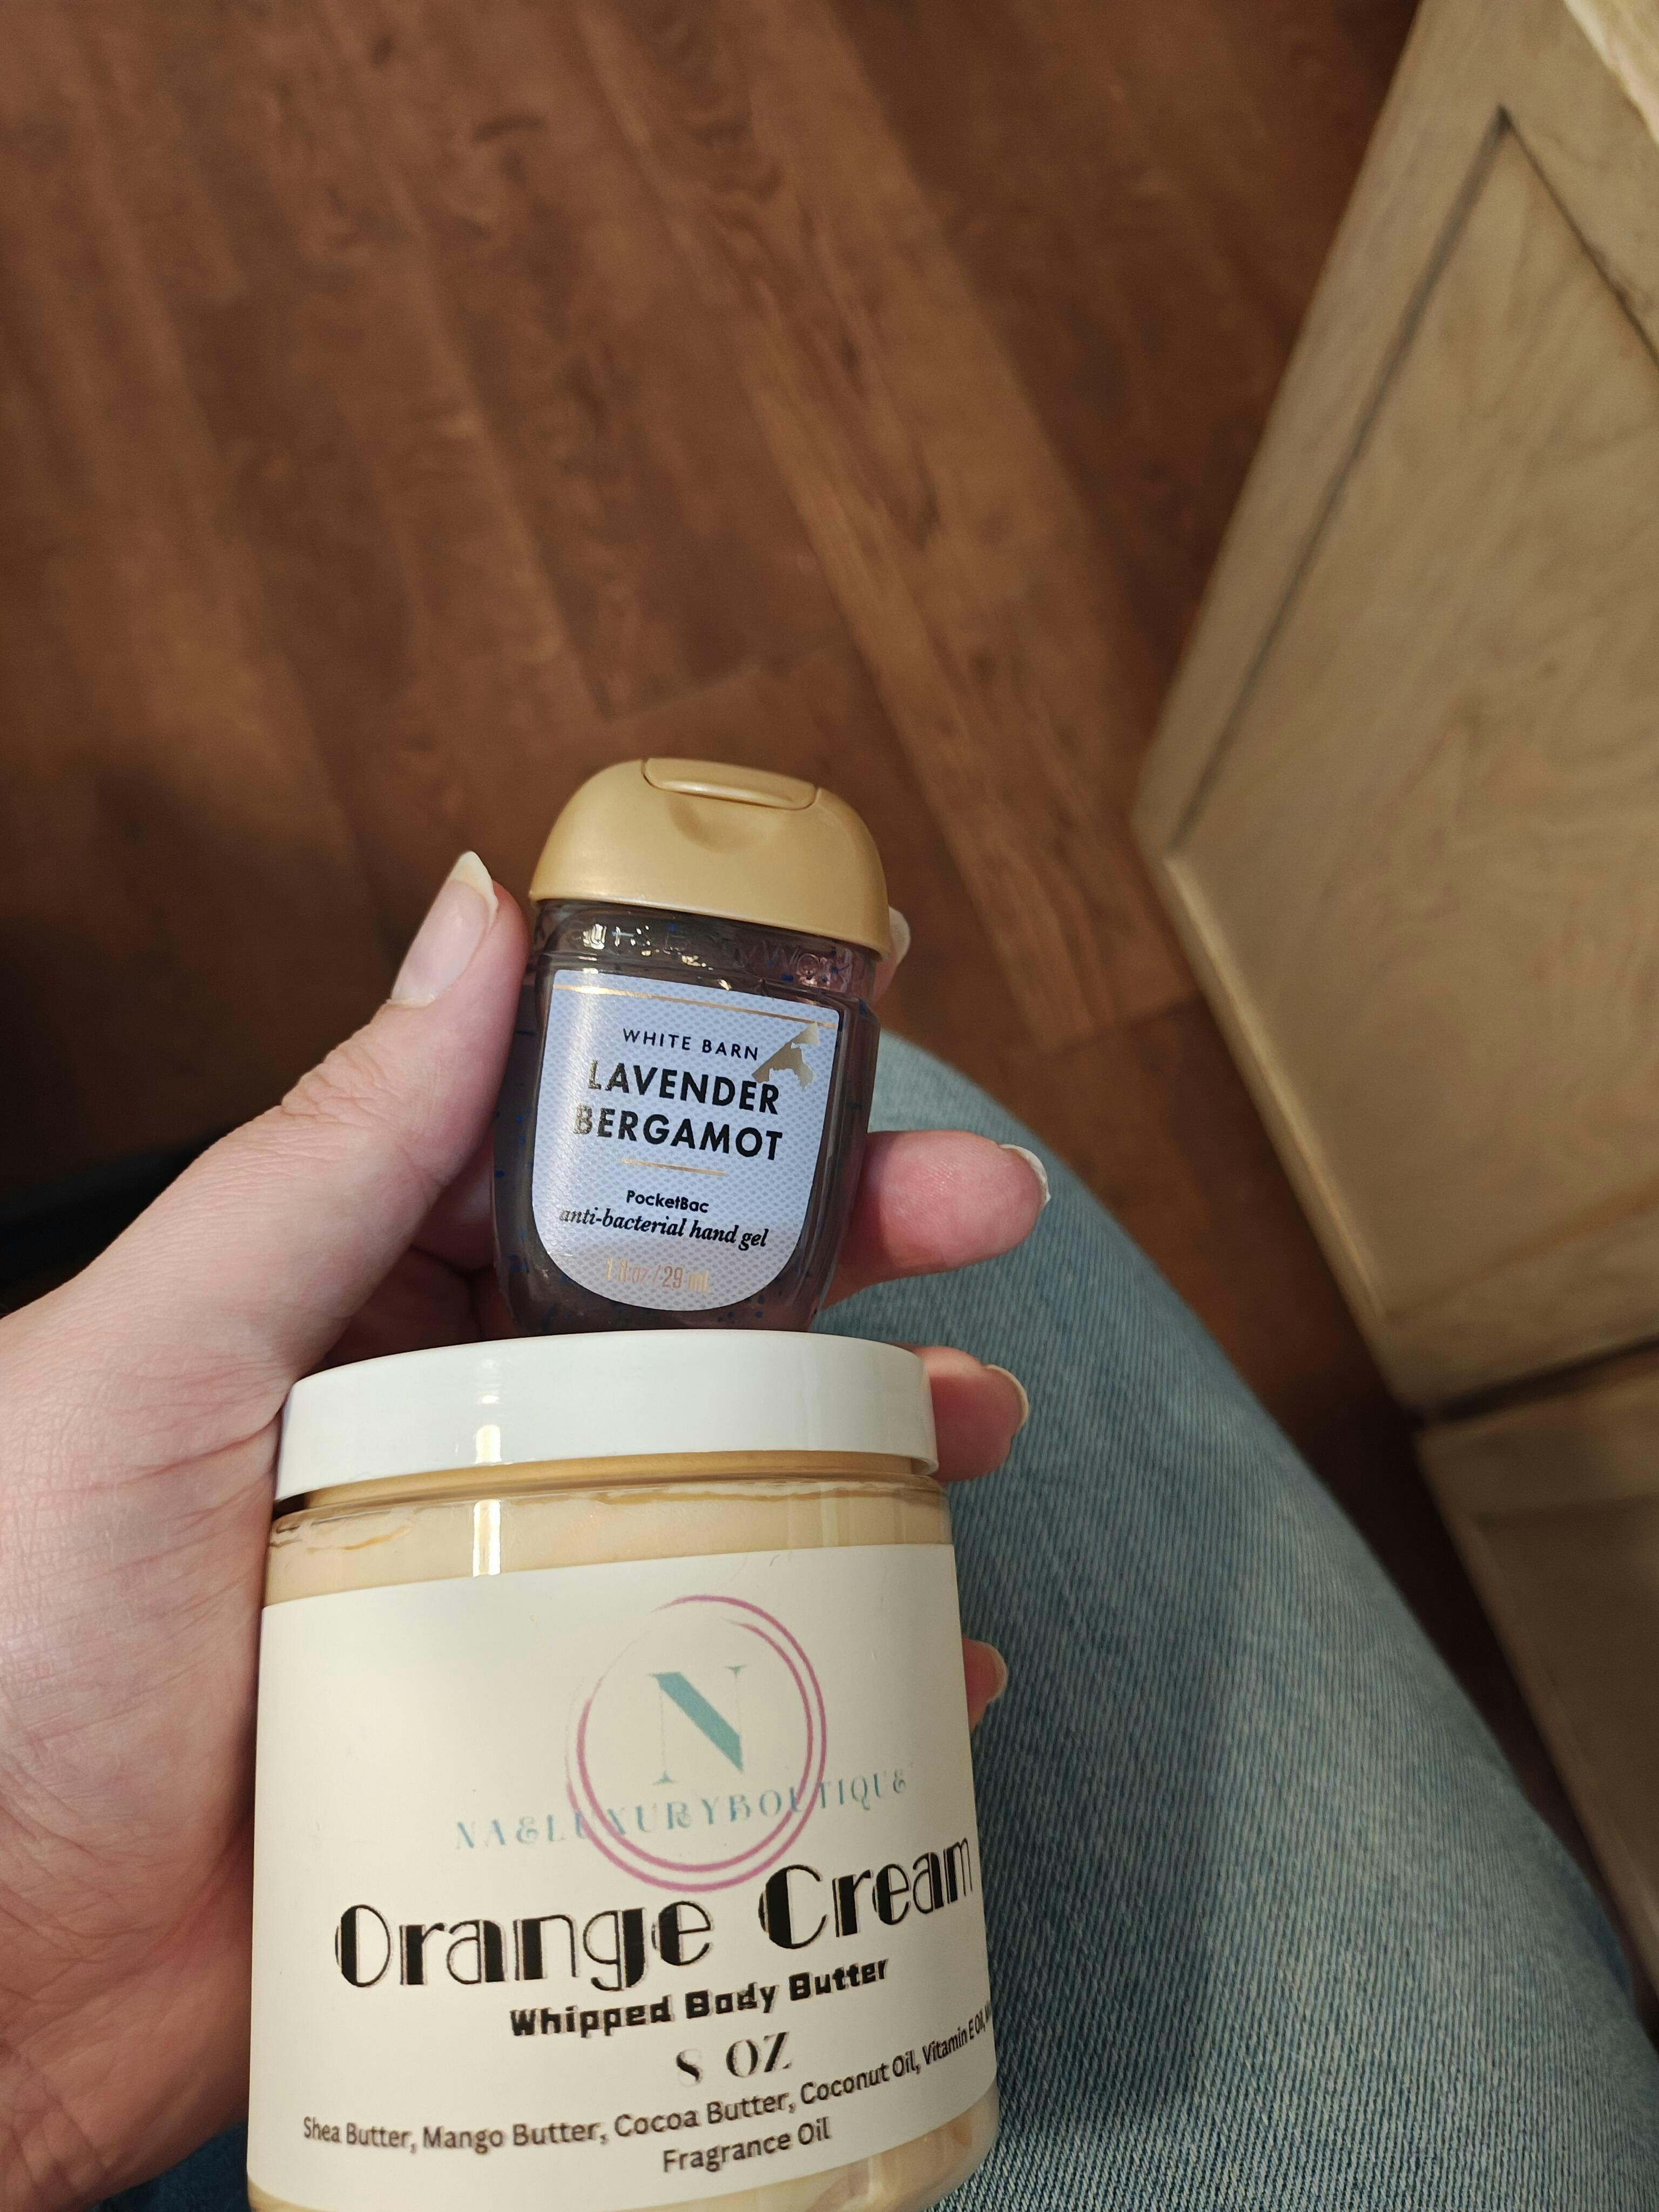 WHITE BARN
LAVENDER
BERGAMOT
PocketBac
anti-bacterial hand gel
1 fl oz / 29 mL
N
NA&LUXURYBOUTIQUE
Orange Cream
Whipped Body Butter
8 OZ
Shea Butter, Mango Butter, Cocoa Butter, Coconut Oil, Vitamin E Oil,
Fragrance Oil